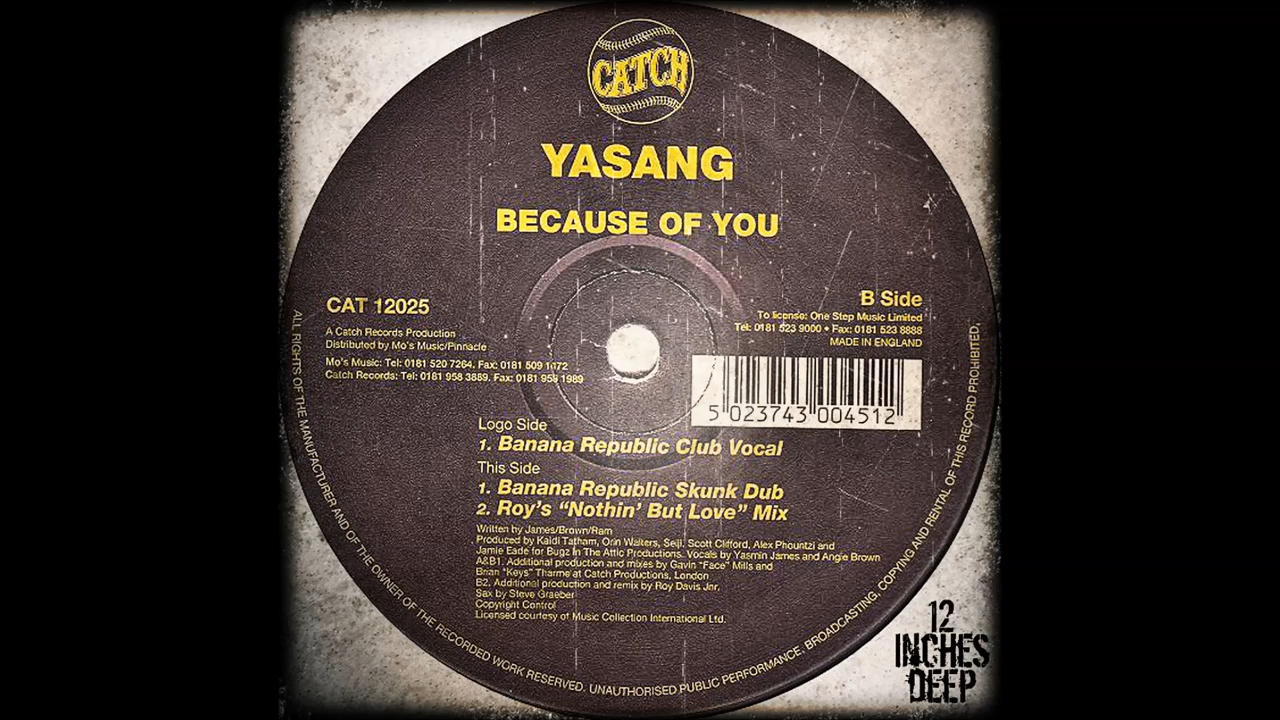 CATCH
YASANG
BECAUSE OF YOU
CAT 12025
A Catch Records Production
Distributed by Mo's Music/Pinnacle
Mo's Music: Tel: 0181 520 7264. Fax: 0181 509 1472
Catch Records: Tel: 0181 958 3889. Fax: 0181 958 1989
B Side
To license: One Step Music Limited
Tel: 0181 523 9000 • Fax: 0181 523 8888
MADE IN ENGLAND
5 023743 004512
Logo Side
1. Banana Republic Club Vocal
This Side
1. Banana Republic Skunk Dub
2. Roy's "Nothin' But Love" Mix
Written by James/Brown/Ram
Produced by Kaidi Tatham, Orin Walters, Seiji, Scott Clifford, Alex Phountzi and
Jamie Eade for Bugz In The Attic Productions. Vocals by Yasmin James and Angie Brown
A&B1. Additional production and mixes by Gavin "Face" Mills and
Brian "Keys" Tharme at Catch Productions, London
B2. Additional production and remix by Roy Davis Jnr.
Sax by Steve Graeber
Copyright Control
Licensed courtesy of Music Collection International Ltd.
ALL RIGHTS OF THE MANUFACTURER AND OF THE OWNER OF THE RECORDED WORK RESERVED. UNAUTHORISED PUBLIC PERFORMANCE, BROADCASTING, COPYING AND RENTAL OF THIS RECORD PROHIBITED.
12
INCHES
DEEP